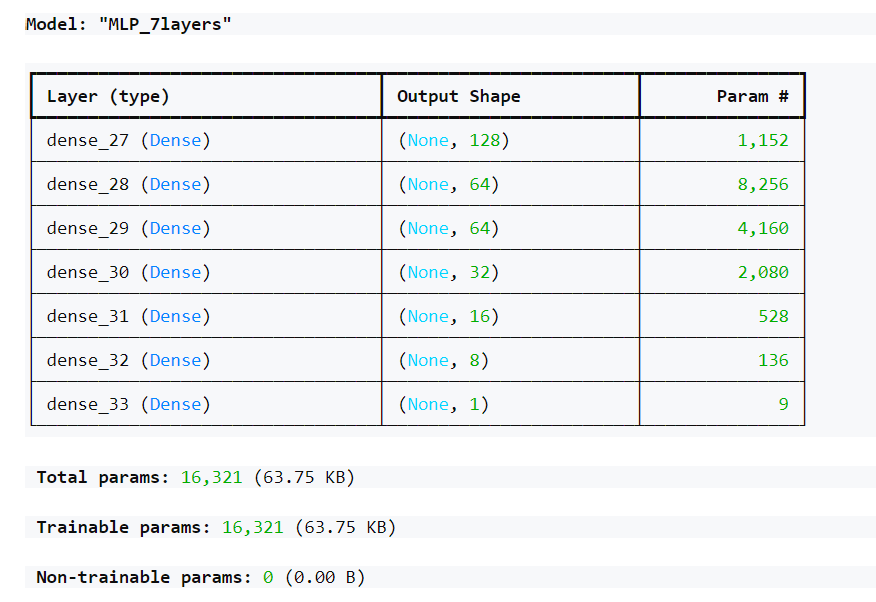 Model: "MLP_7layers"
Layer (type) Output Shape Param #
dense_27 (Dense) (None, 128) 1,152
dense_28 (Dense) (None, 64) 8,256
dense_29 (Dense) (None, 64) 4,160
dense_30 (Dense) (None, 32) 2,080
dense_31 (Dense) (None, 16) 528
dense_32 (Dense) (None, 8) 136
dense_33 (Dense) (None, 1) 9
Total params: 16,321 (63.75 KB)
Trainable params: 16,321 (63.75 KB)
Non-trainable params: 0 (0.00 B)